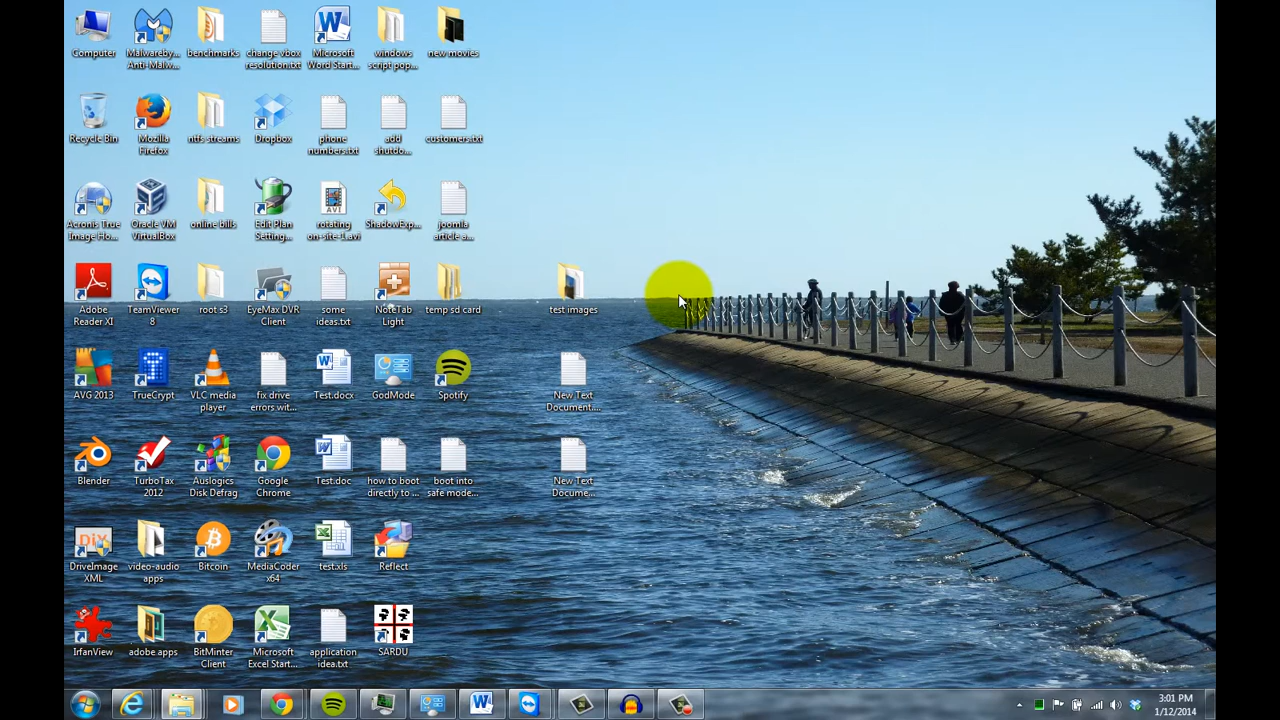 Computer
Malwareby...
Anti-Malw...
benchmarks
change vbox
resolution.txt
Microsoft
Word Start...
windows
script pop...
new movies
Recycle Bin
Mozilla
Firefox
ntfs streams
Dropbox
phone
numbers.txt
add
shutdo...
customers.txt
Acronis True
Image Ho...
Oracle VM
VirtualBox
online bills
Edit Plan
Setting...
AVI
rotating
on-site-1.avi
ShadowExp...
joomla
article a...
Adobe
Reader XI
TeamViewer
8
root s3
EyeMax DVR
Client
some
ideas.txt
NoteTab
Light
temp sd card
test images
AVG 2013
TrueCrypt
VLC media
player
fix drive
errors wit...
Test.docx
GodMode
Spotify
New Text
Document....
Blender
TurboTax
2012
Auslogics
Disk Defrag
Google
Chrome
Test.doc
how to boot
directly to ...
boot into
safe mode...
New Text
Docume...
DiX
DriveImage
XML
video-audio
apps
Bitcoin
MediaCoder
x64
test.xls
Reflect
IrfanView
adobe apps
BitMinter
Client
Microsoft
Excel Start...
application
idea.txt
SARDU
3:01 PM
1/12/2014